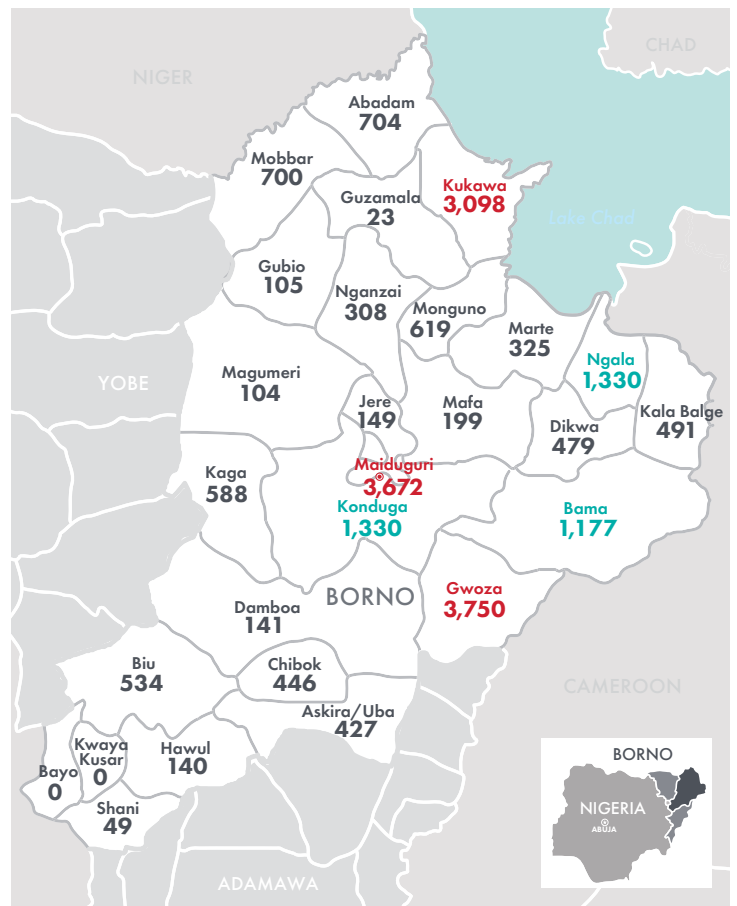 CHAD
NIGER
Abadam
704
Mobbar
700
Kukawa
3,098
Guzamala
23
Lake Chad
Gubio
105
Nganzai
308
Monguno
619
Marte
325
Ngala
1,330
YOBE
Magumeri
104
Jere
149
Mafa
199
Kala Balge
491
Dikwa
479
Maiduguri
3,672
Kaga
588
Konduga
1,330
Bama
1,177
Gwoza
3,750
BORNO
Damboa
141
Biu
534
Chibok
446
CAMEROON
Askira/Uba
427
Kwaya
Kusar
0
Hawul
140
Bayo
0
Shani
49
BORNO
NIGERIA
ABUJA
ADAMAWA